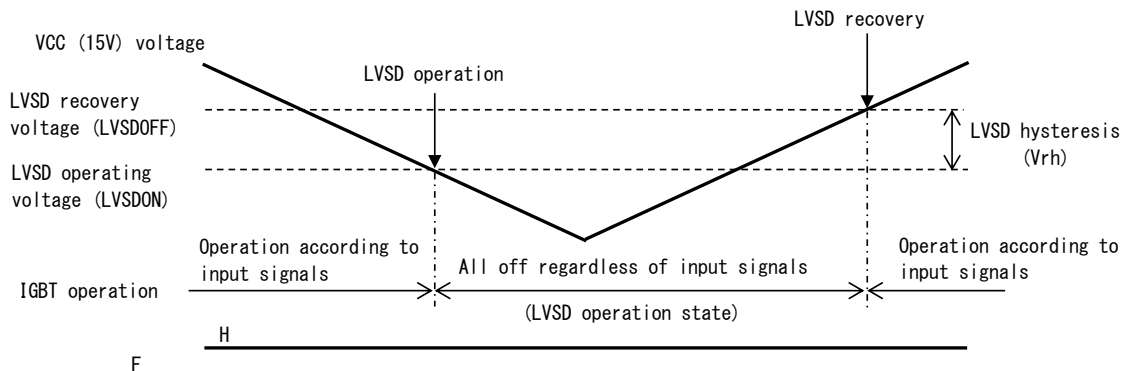 LVSD recovery
VCC (15V) voltage
LVSD operation
LVSD recovery
voltage (LVSDOFF)
LVSD hysteresis
(Vrh)
LVSD operating
voltage (LVSDON)
Operation according to
input signals
All off regardless of input signals
Operation according to
input signals
IGBT operation
(LVSD operation state)
H
F